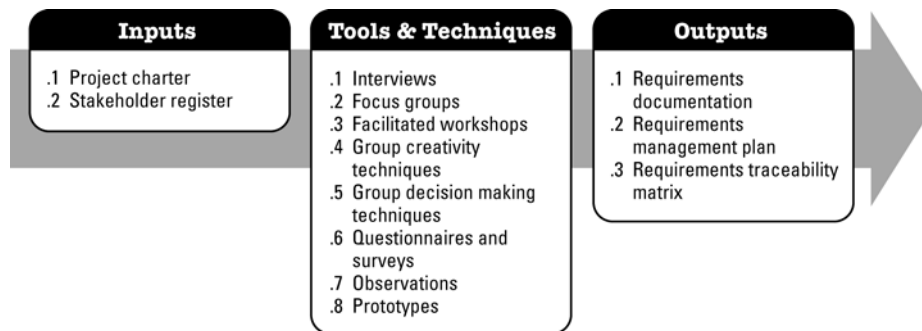 Inputs
.1 Project charter
.2 Stakeholder register
Tools & Techniques
.1 Interviews
.2 Focus groups
.3 Facilitated workshops
.4 Group creativity
techniques
.5 Group decision making
techniques
.6 Questionnaires and
surveys
.7 Observations
.8 Prototypes
Outputs
.1 Requirements
documentation
.2 Requirements
management plan
.3 Requirements traceability
matrix